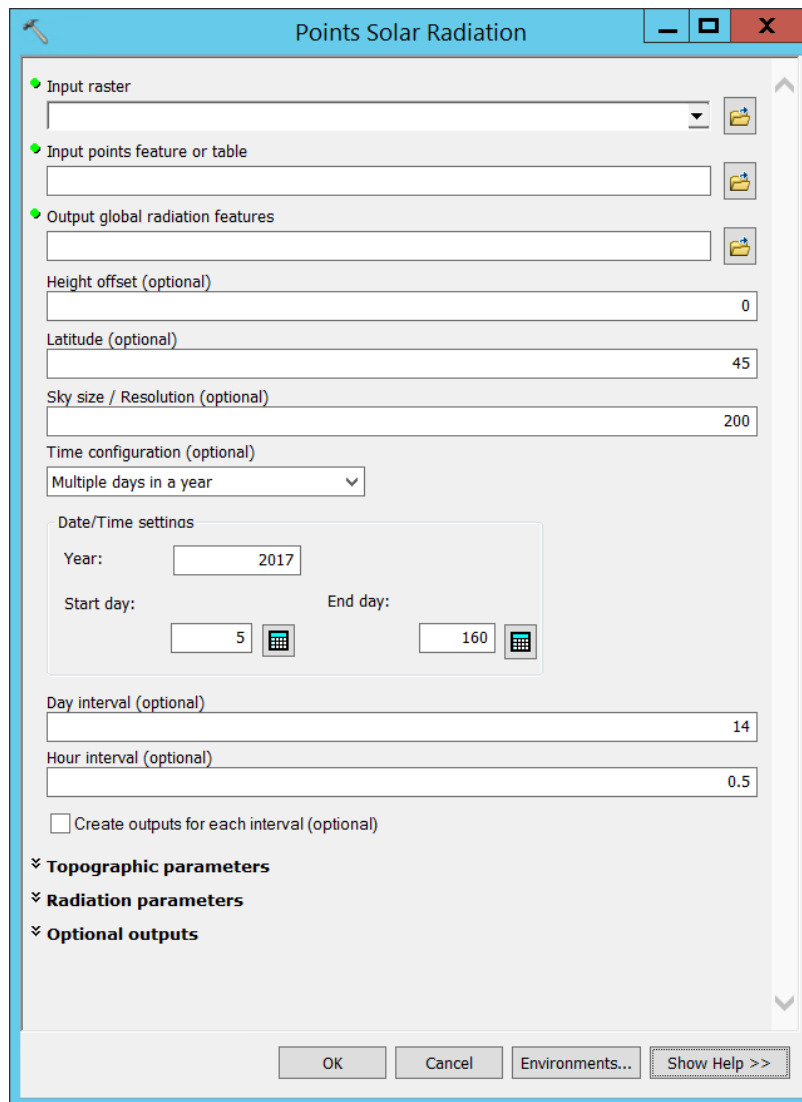 Points Solar Radiation
Input raster
Input points feature or table
Output global radiation features
Height offset (optional)
0
Latitude (optional)
45
Sky size / Resolution (optional)
200
Time configuration (optional)
Multiple days in a year
Date/Time settings
Year: 2017
Start day: End day:
5 160
Day interval (optional)
14
Hour interval (optional)
0.5
Create outputs for each interval (optional)
Topographic parameters
Radiation parameters
Optional outputs
OK Cancel Environments... Show Help >>